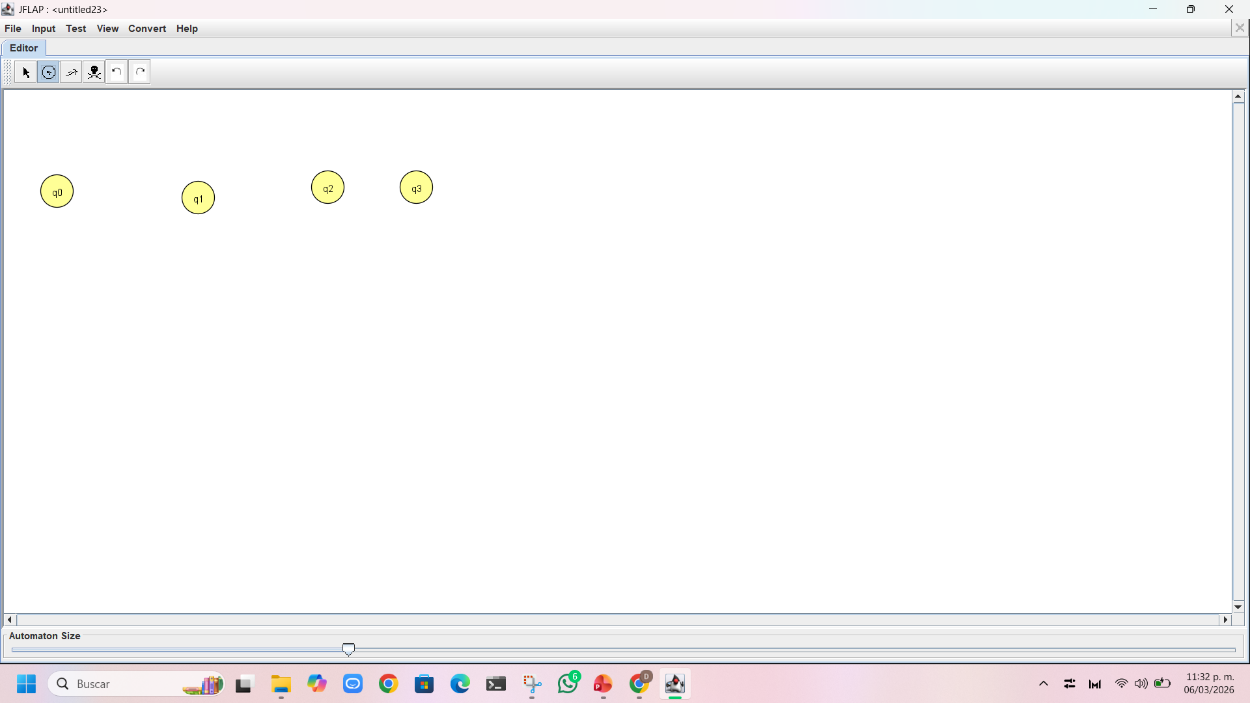 JFLAP : <untitled23>
File Input Test View Convert Help
Editor
q0
q1
q2
q3
Automaton Size
Buscar
6
D
11:32 p. m.
06/03/2026